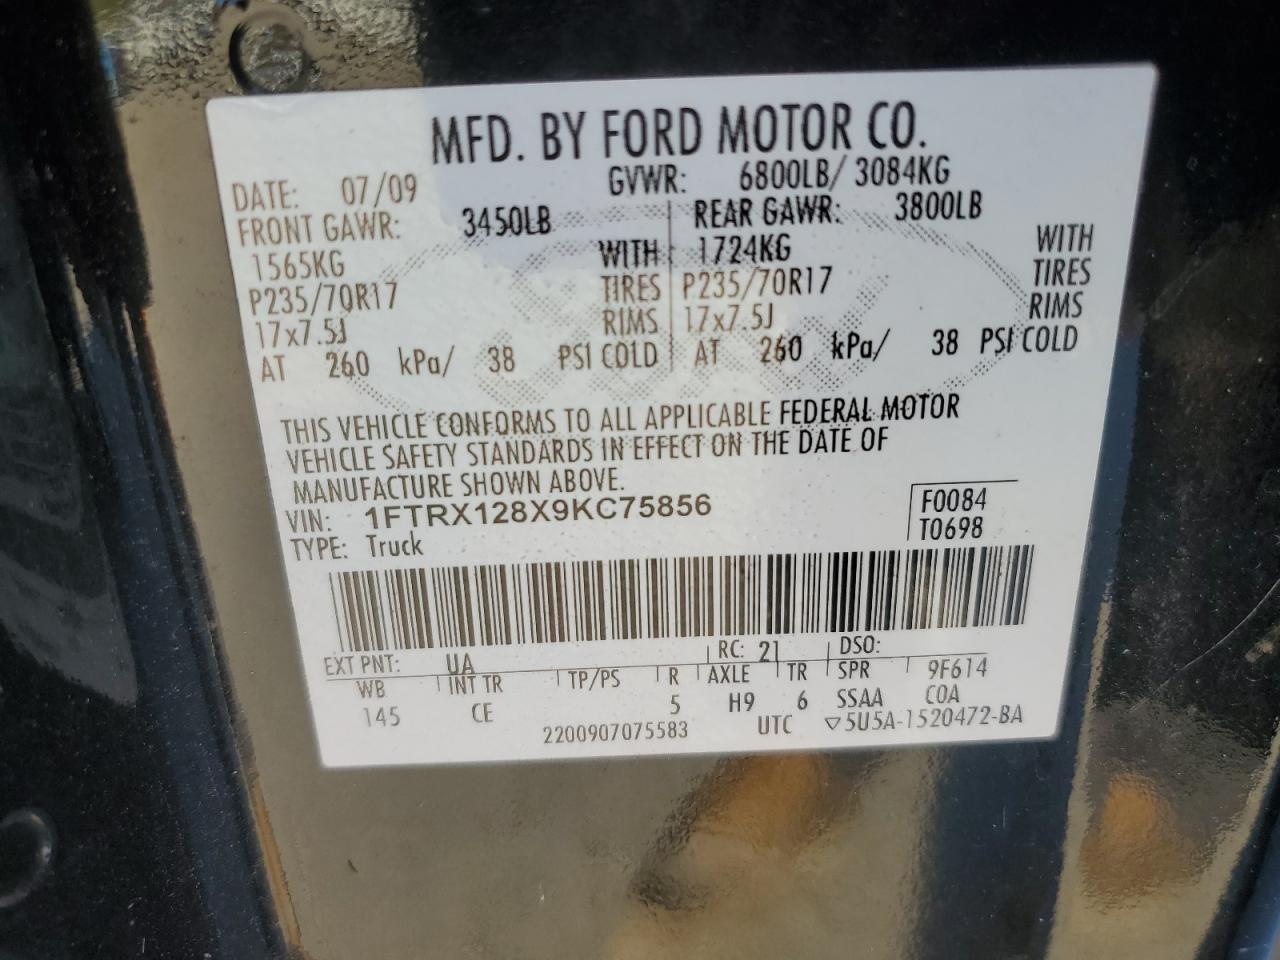 MFD. BY FORD MOTOR CO.
DATE: 07/09 GVWR: 6800LB/ 3084KG
FRONT GAWR: 3450LB REAR GAWR: 3800LB
1565KG WITH 1724KG WITH
P235/70R17 TIRES P235/70R17 TIRES
17x7.5J RIMS 17x7.5J RIMS
AT 260 kPa/ 38 PSI COLD AT 260 kPa/ 38 PSI COLD
THIS VEHICLE CONFORMS TO ALL APPLICABLE FEDERAL MOTOR
VEHICLE SAFETY STANDARDS IN EFFECT ON THE DATE OF
MANUFACTURE SHOWN ABOVE.
VIN: 1FTRX128X9KC75856 F0084
TYPE: Truck T0698
EXT PNT: UA RC: 21 DSO:
WB INT TR TP/PS R AXLE TR SPR 9F614
145 CE 5 H9 6 SSAA COA
2200907075583 UTC ▽5U5A-1520472-BA